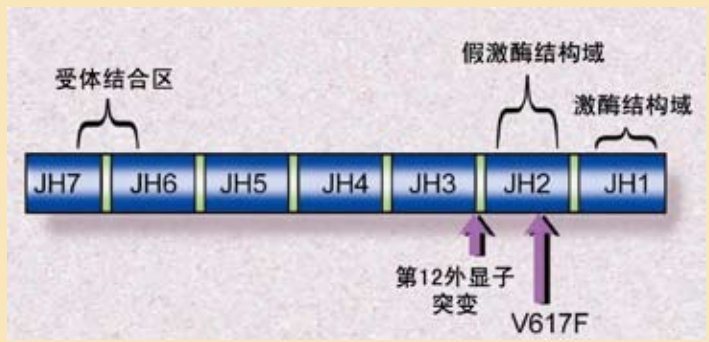 假激酶结构域
受体结合区
激酶结构域
JH7 JH6 JH5 JH4 JH3 JH2 JH1
第12外显子
突变
V617F